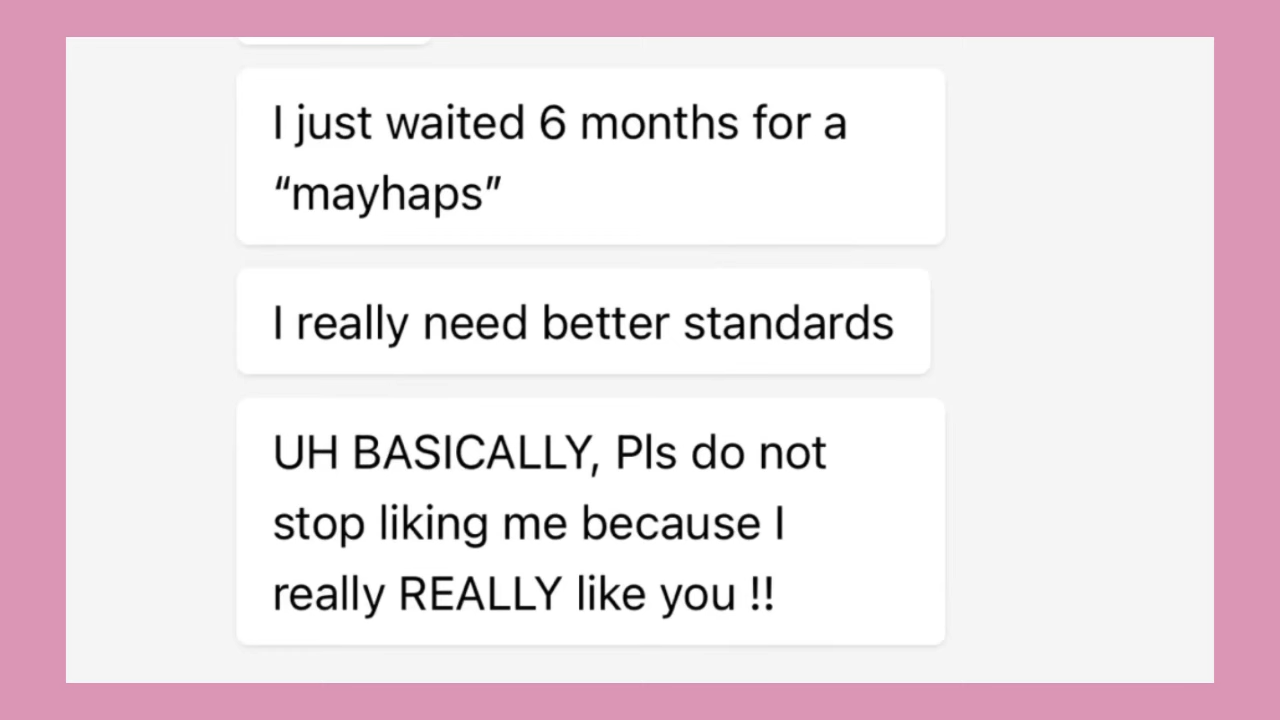 I just waited 6 months for a
“mayhaps”
I really need better standards
UH BASICALLY, Pls do not
stop liking me because I
really REALLY like you !!